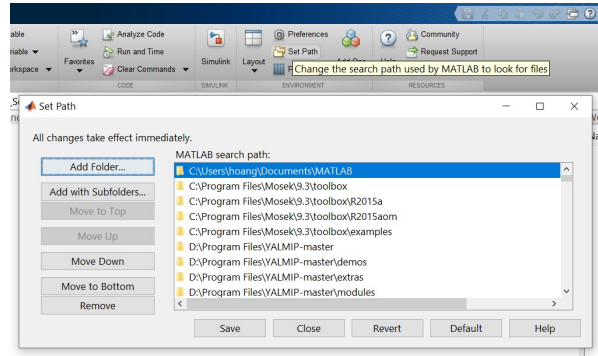 able
Analyze Code
Preferences
Community
riable
Run and Time
Set Path
Request Support
rkspace
Favorites
Clear Commands
Simulink
Layout
Change the search path used by MATLAB to look for files
CODE
SIMULINK
ENVIRONMENT
RESOURCES
Set Path
All changes take effect immediately.
MATLAB search path:
Add Folder...
Add with Subfolders...
Move to Top
Move Up
Move Down
Move to Bottom
Remove
C:\Users\hoang\Documents\MATLAB
C:\Program Files\Mosek\9.3\toolbox
C:\Program Files\Mosek\9.3\toolbox\R2015a
C:\Program Files\Mosek\9.3\toolbox\R2015aom
C:\Program Files\Mosek\9.3\toolbox\examples
D:\Program Files\YALMIP-master
D:\Program Files\YALMIP-master\demos
D:\Program Files\YALMIP-master\extras
D:\Program Files\YALMIP-master\modules
Save
Close
Revert
Default
Help